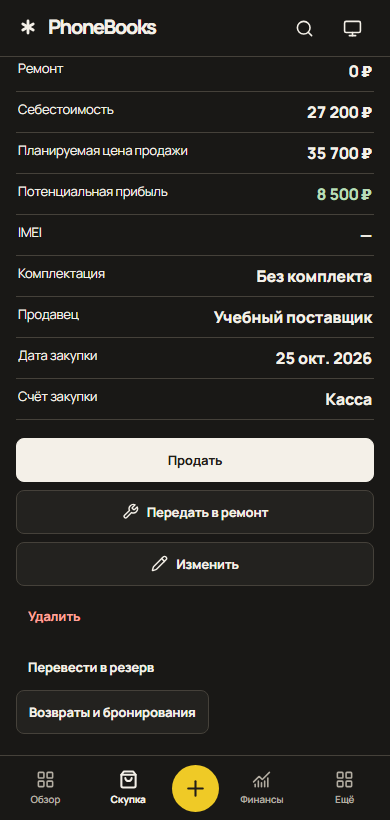 PhoneBooks
Ремонт 0 ₽
Себестоимость 27 200 ₽
Планируемая цена продажи 35 700 ₽
Потенциальная прибыль 8 500 ₽
IMEI —
Комплектация Без комплекта
Продавец Учебный поставщик
Дата закупки 25 окт. 2026
Счёт закупки Касса
Продать
Передать в ремонт
Изменить
Удалить
Перевести в резерв
Возвраты и бронирования
Обзор Скупка Финансы Ещё